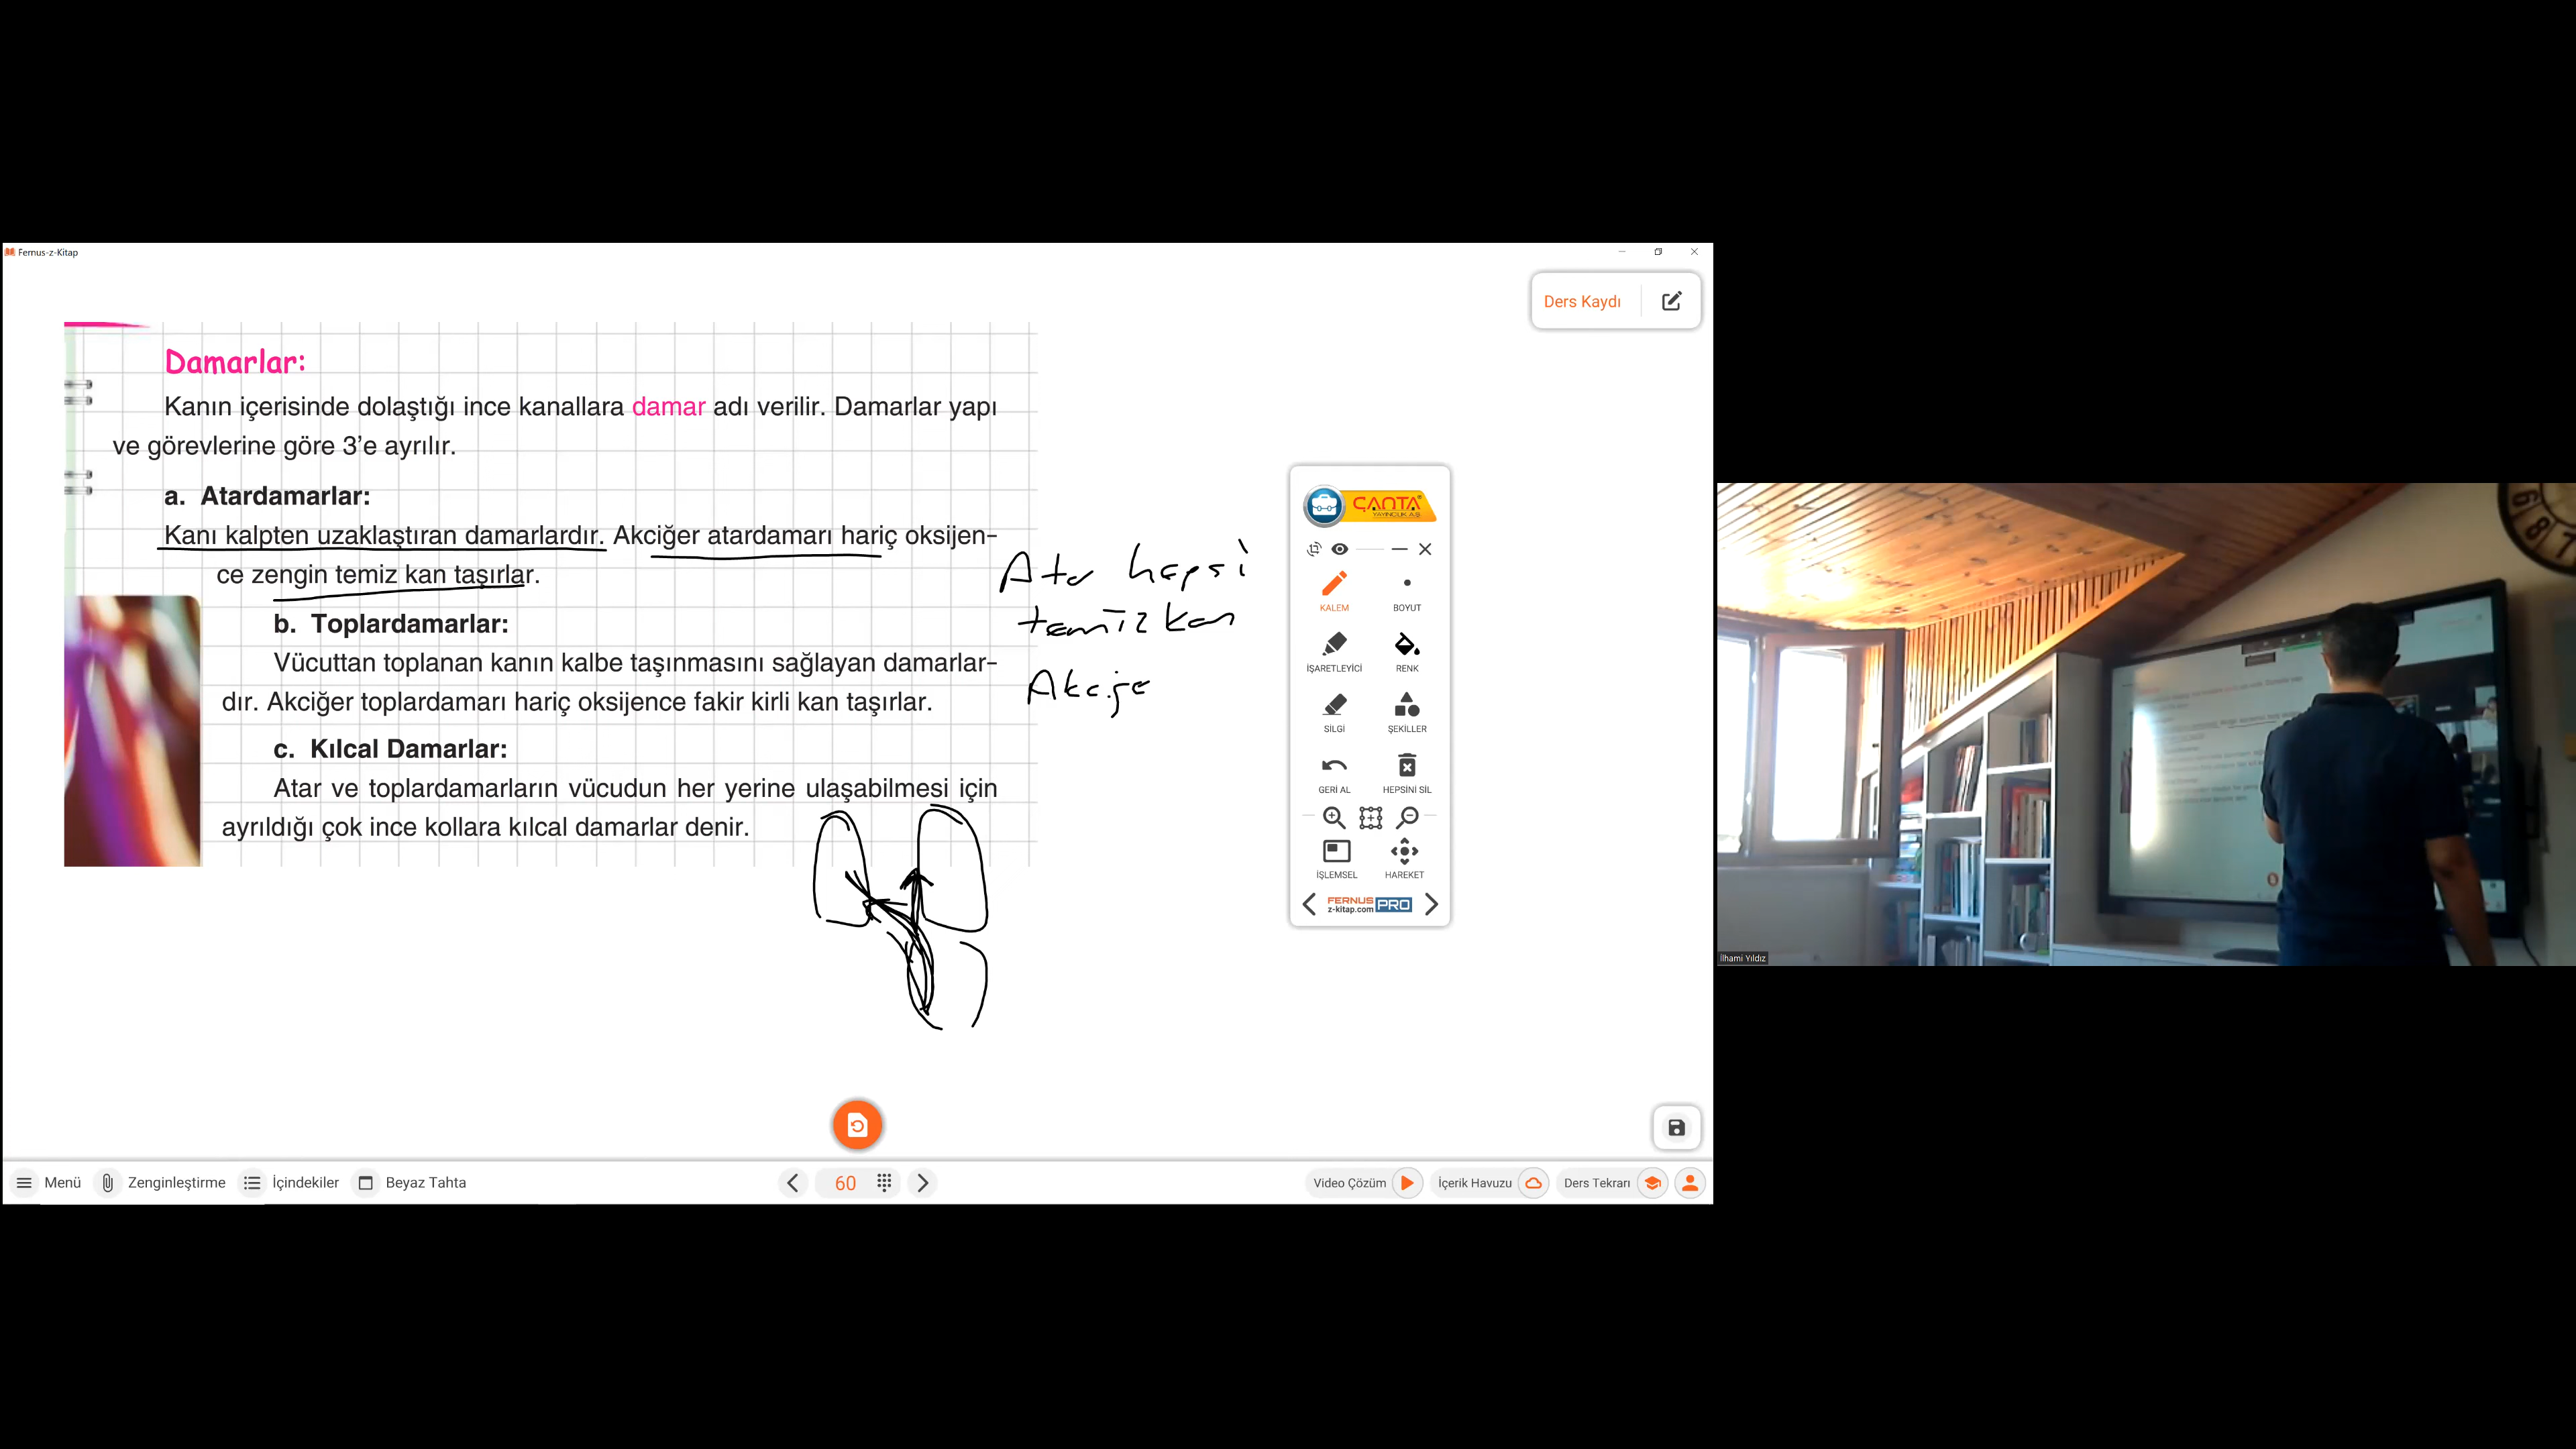 Fernus-z-Kitap
Ders Kaydı
Damarlar:
Kanın içerisinde dolaştığı ince kanallara damar adı verilir. Damarlar yapı
ve görevlerine göre 3’e ayrılır.
a. Atardamarlar:
Kanı kalpten uzaklaştıran damarlardır. Akciğer atardamarı hariç oksijen-
ce zengin temiz kan taşırlar.
b. Toplardamarlar:
Vücuttan toplanan kanın kalbe taşınmasını sağlayan damarlar-
dır. Akciğer toplardamarı hariç oksijence fakir kirli kan taşırlar.
c. Kılcal Damarlar:
Atar ve toplardamarların vücudun her yerine ulaşabilmesi için
ayrıldığı çok ince kollara kılcal damarlar denir.
Atar hepsi
temiz kan
Akciğe
ÇANTA
YAYINCILIK A.Ş.
KALEM BOYUT
İŞARETLEYİCİ RENK
SİLGİ ŞEKİLLER
GERİ AL HEPSİNİ SİL
İŞLEMSEL HAREKET
FERNUS
z-kitap.com PRO
İlhami Yıldız
Menü Zenginleştirme İçindekiler Beyaz Tahta 60 Video Çözüm İçerik Havuzu Ders Tekrarı